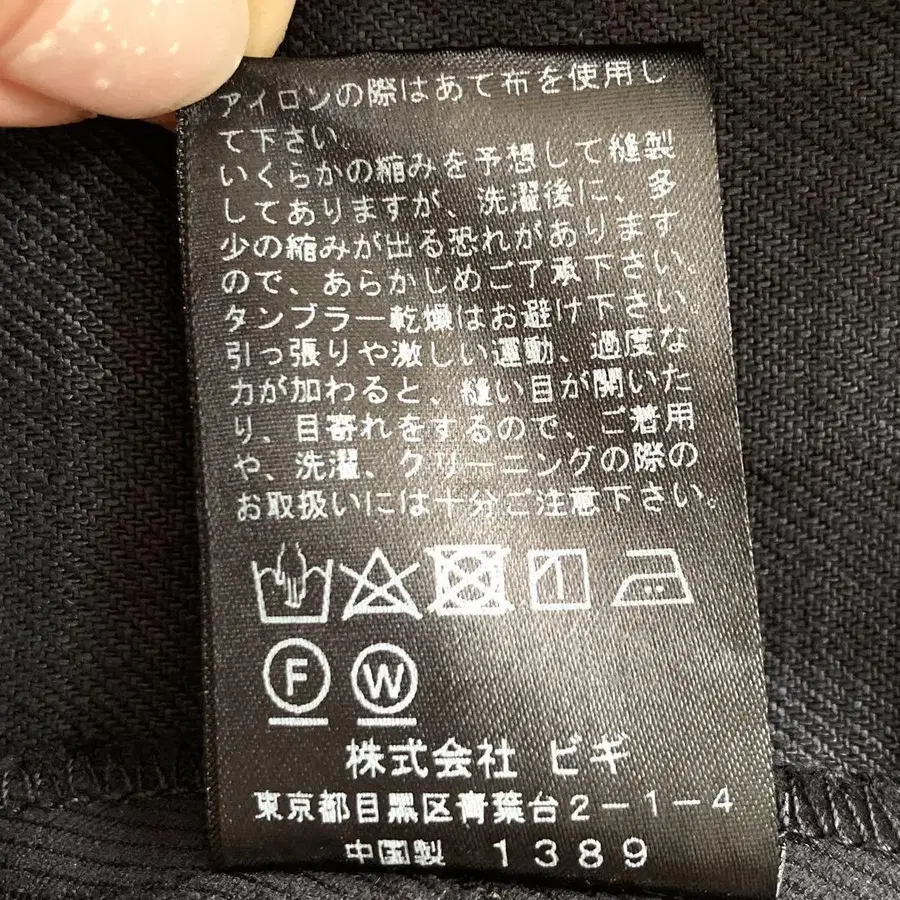 アイロンの際はあて布を使用し
て下さい。
いくらかの縮みを予想して縫製
してありますが、洗濯後に、多
少の縮みが出る恐れがあります
ので、あらかじめご了承下さい。
タンブラー乾燥はお避け下さい。
引っ張りや激しい運動、過度な
力が加わると、縫い目が開いた
り、目寄れをするので、ご着用
や、洗濯、クリーニングの際の
お取扱いには十分ご注意下さい。
F W
株式会社 ビギ
東京都目黒区青葉台2-1-4
中国製 1389